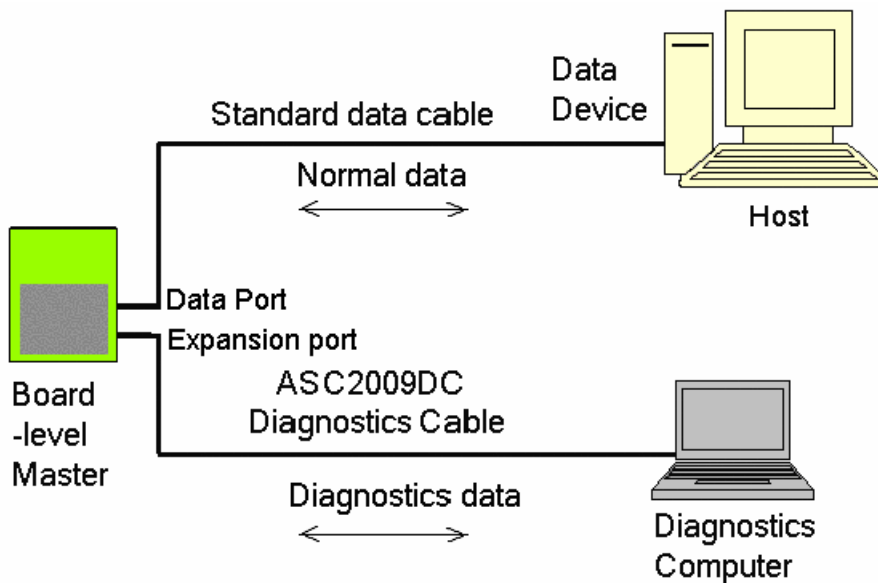 Data
Device
Standard data cable
Normal data
Host
Data Port
Expansion port
Board
-level
Master
ASC2009DC
Diagnostics Cable
Diagnostics data
Diagnostics
Computer